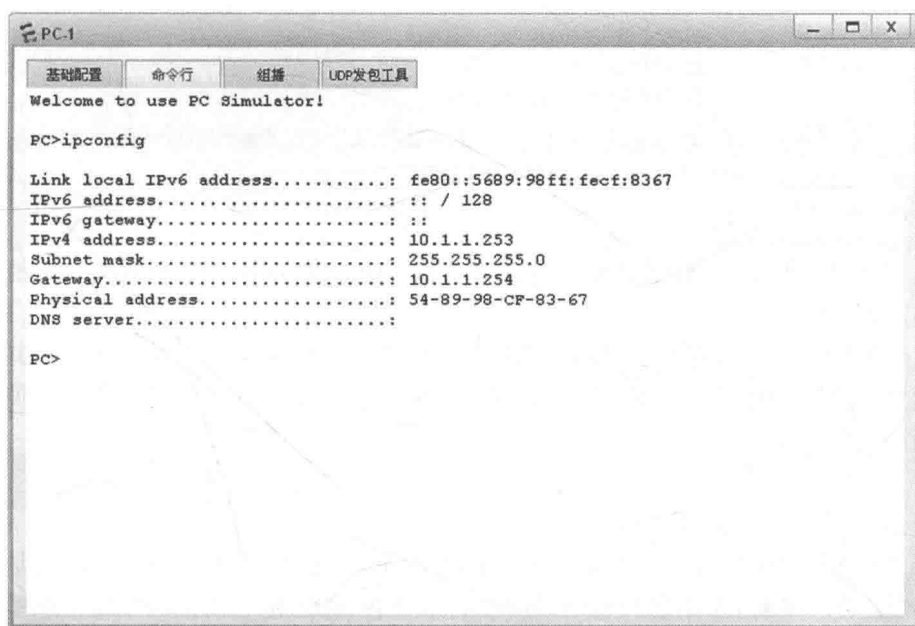 PC-1
基础配置 命令行 组播 UDP发包工具
Welcome to use PC Simulator!
PC>ipconfig
Link local IPv6 address...........: fe80::5689:98ff:fecf:8367
IPv6 address......................: :: / 128
IPv6 gateway......................: ::
IPv4 address......................: 10.1.1.253
Subnet mask.......................: 255.255.255.0
Gateway...........................: 10.1.1.254
Physical address..................: 54-89-98-CF-83-67
DNS server........................:
PC>